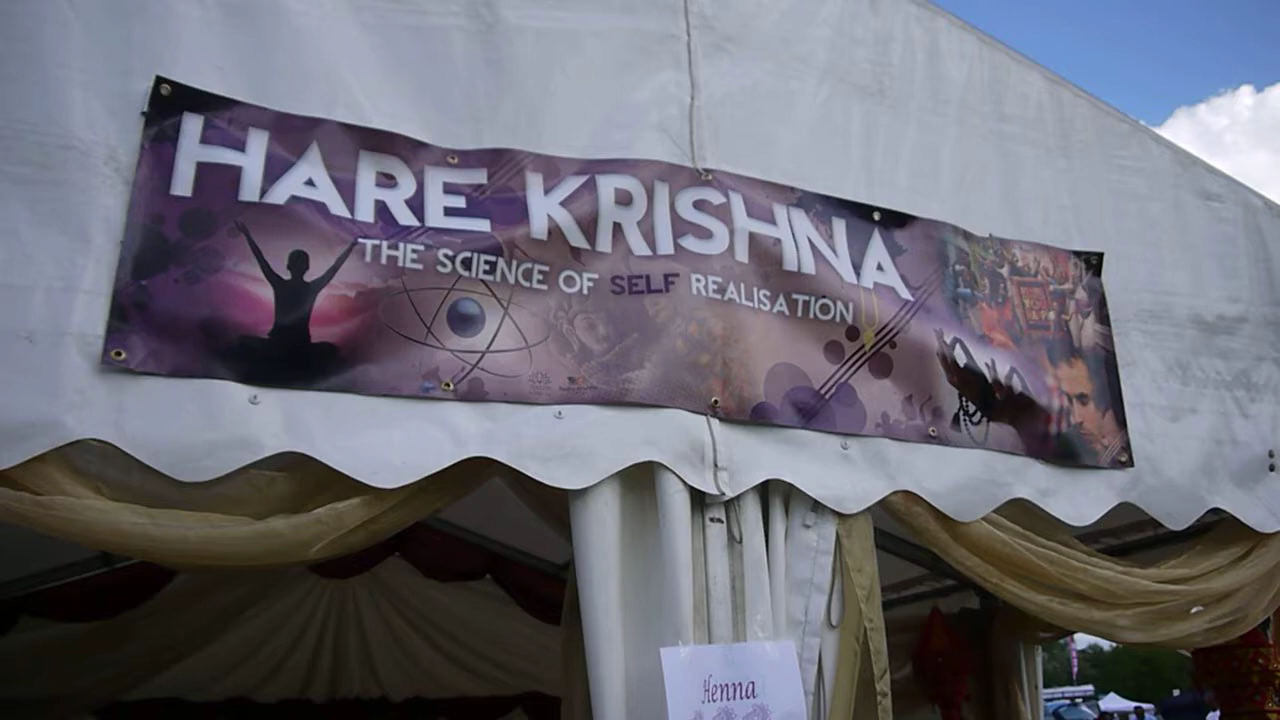 HARE KRISHNA
THE SCIENCE OF SELF REALISATION
Henna